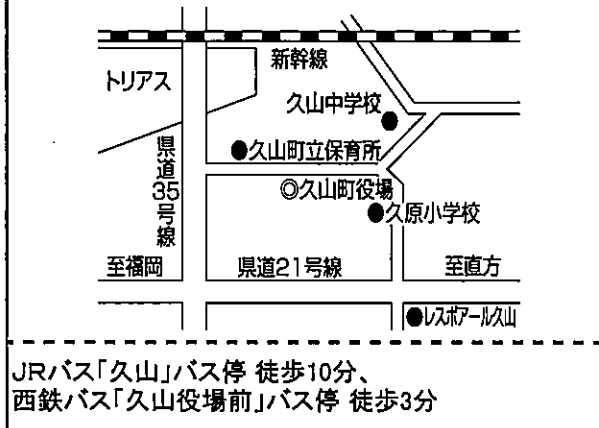 新幹線
トリアス
久山中学校
●久山町立保育所
県道35号線
◎久山町役場
●久原小学校
至福岡
県道21号線
至直方
●レスポアール久山
JRバス「久山」バス停 徒歩10分、
西鉄バス「久山役場前」バス停 徒歩3分